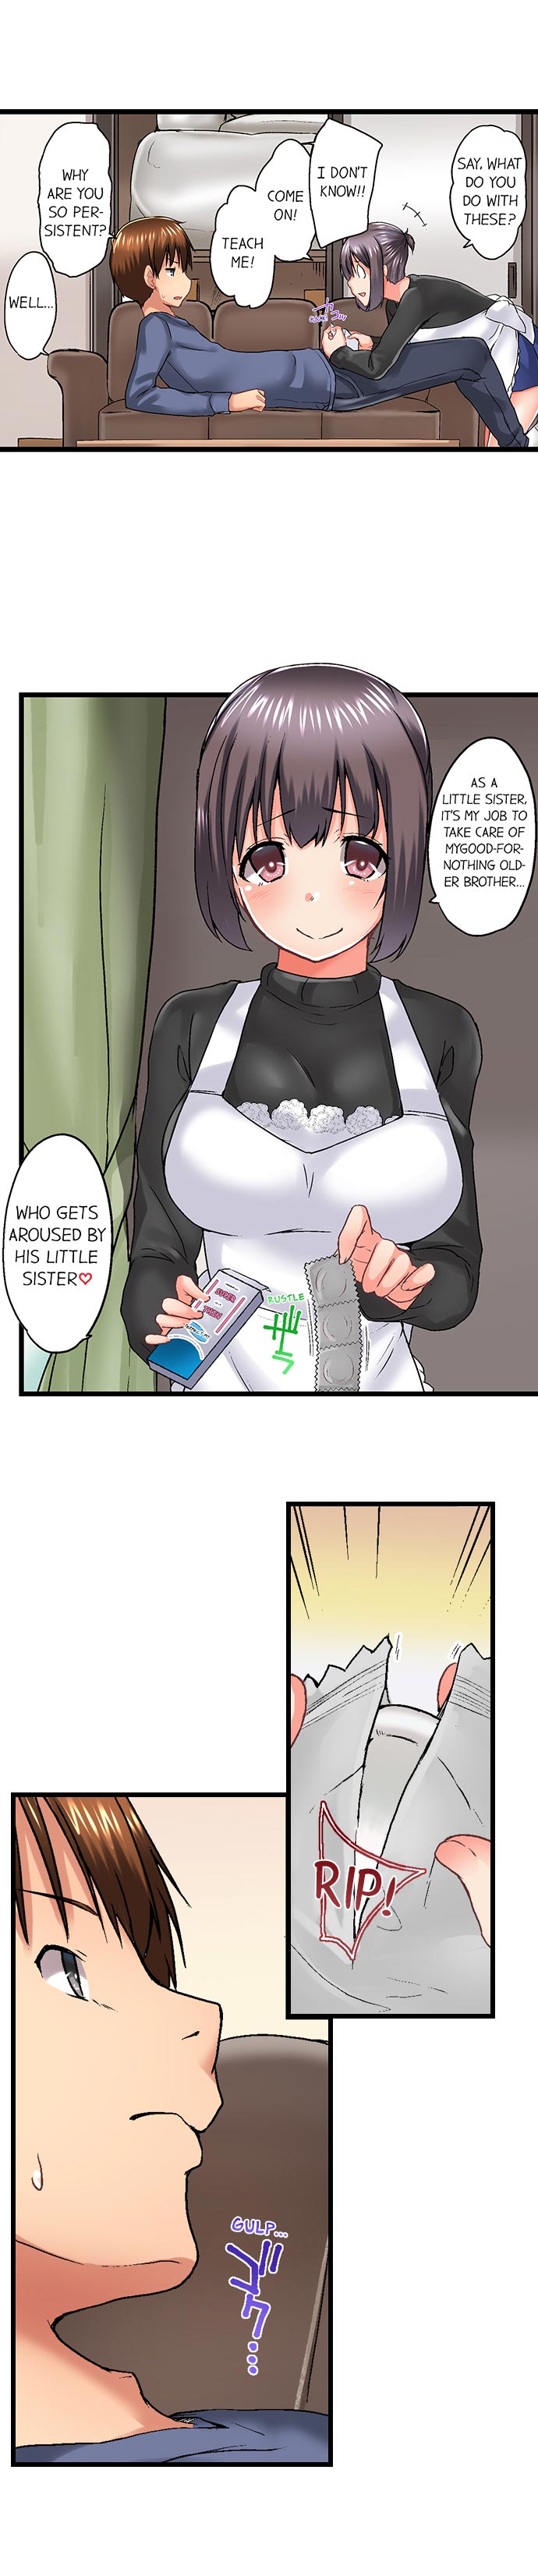 SAY, WHAT
DO YOU
DO WITH
THESE?
I DON'T
KNOW!!
COME
ON!
TEACH
ME!
WHY
ARE YOU
SO PER-
SISTENT?
WELL...
AS A
LITTLE SISTER,
IT'S MY JOB TO
TAKE CARE OF
MYGOOD-FOR-
NOTHING OLD-
ER BROTHER...
WHO GETS
AROUSED BY
HIS LITTLE
SISTER♡
SUPER
THIN
RUSTLE
RIP!
GULP...